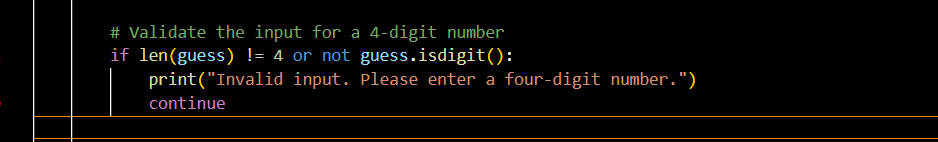 # Validate the input for a 4-digit number
if len(guess) != 4 or not guess.isdigit():
print("Invalid input. Please enter a four-digit number.")
continue